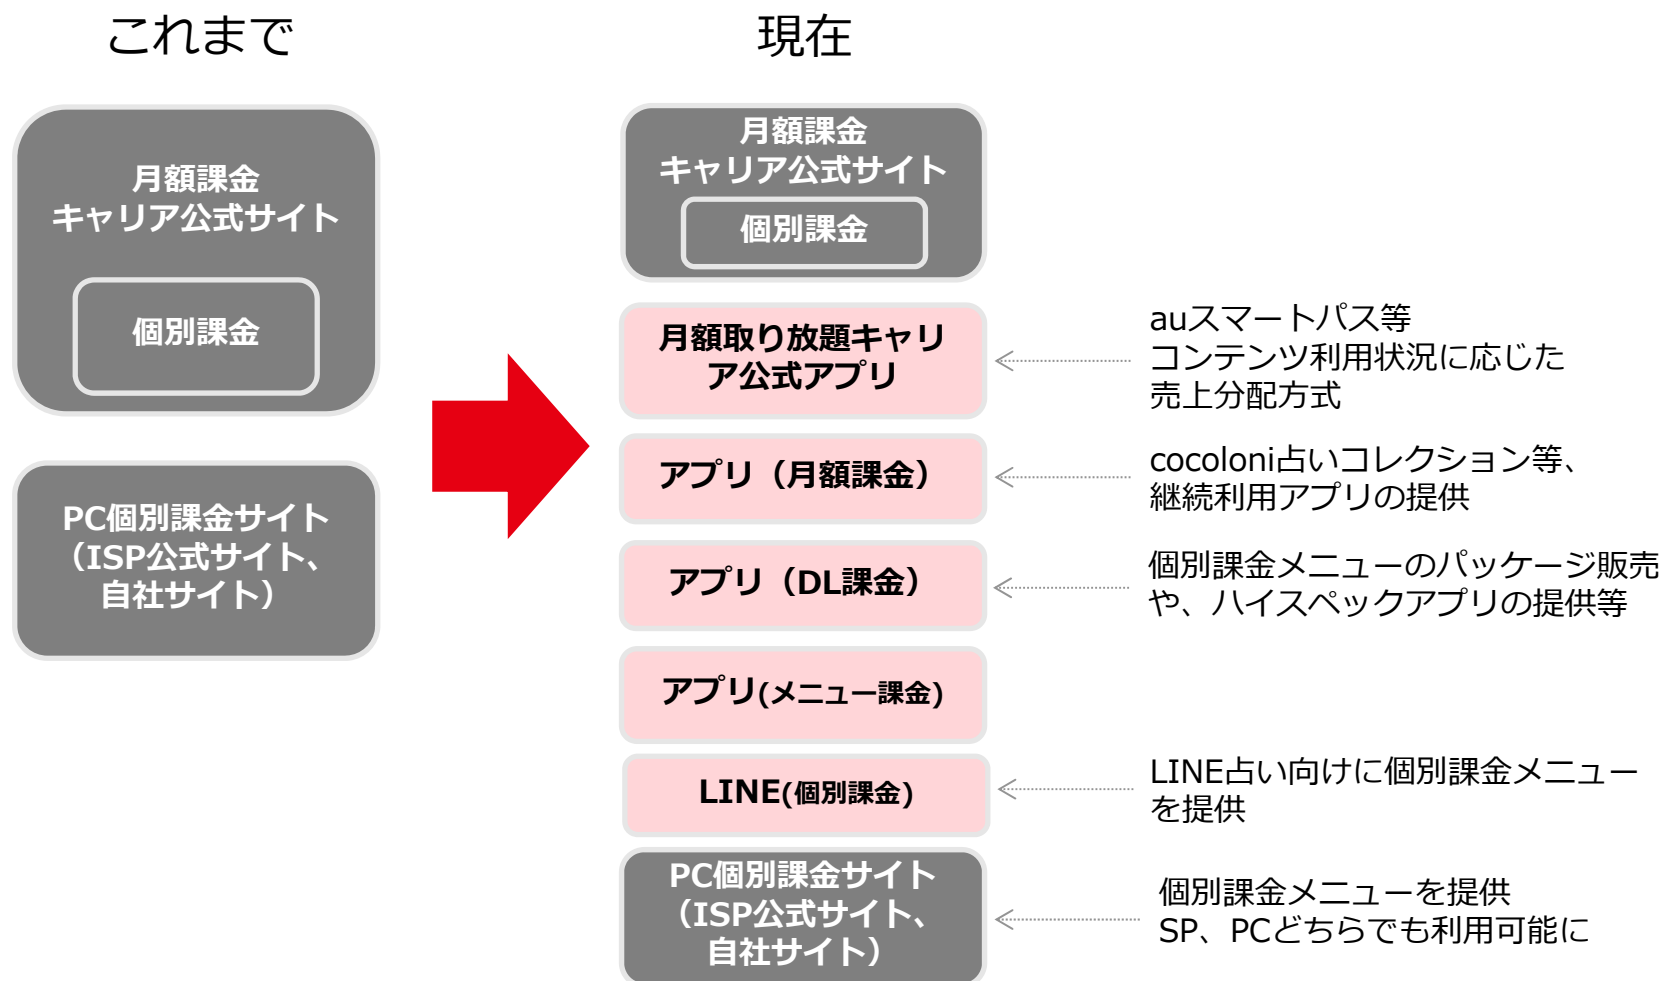 これまで
現在
月額課金
キャリア公式サイト
個別課金
PC個別課金サイト
（ISP公式サイト、
自社サイト）
月額課金
キャリア公式サイト
個別課金
月額取り放題キャリ
ア公式アプリ
auスマートパス等
コンテンツ利用状況に応じた
売上分配方式
アプリ（月額課金）
cocoloni占いコレクション等、
継続利用アプリの提供
アプリ（DL課金）
個別課金メニューのパッケージ販売
や、ハイスペックアプリの提供等
アプリ(メニュー課金)
LINE(個別課金)
LINE占い向けに個別課金メニュー
を提供
PC個別課金サイト
（ISP公式サイト、
自社サイト）
個別課金メニューを提供
SP、PCどちらでも利用可能に